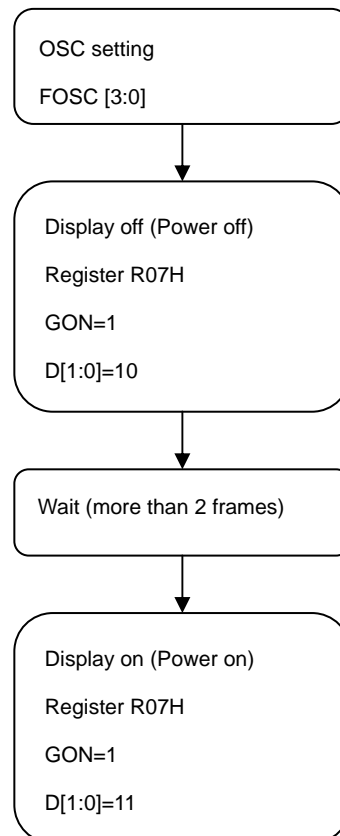 OSC setting
FOSC [3:0]
Display off (Power off)
Register R07H
GON=1
D[1:0]=10
Wait (more than 2 frames)
Display on (Power on)
Register R07H
GON=1
D[1:0]=11